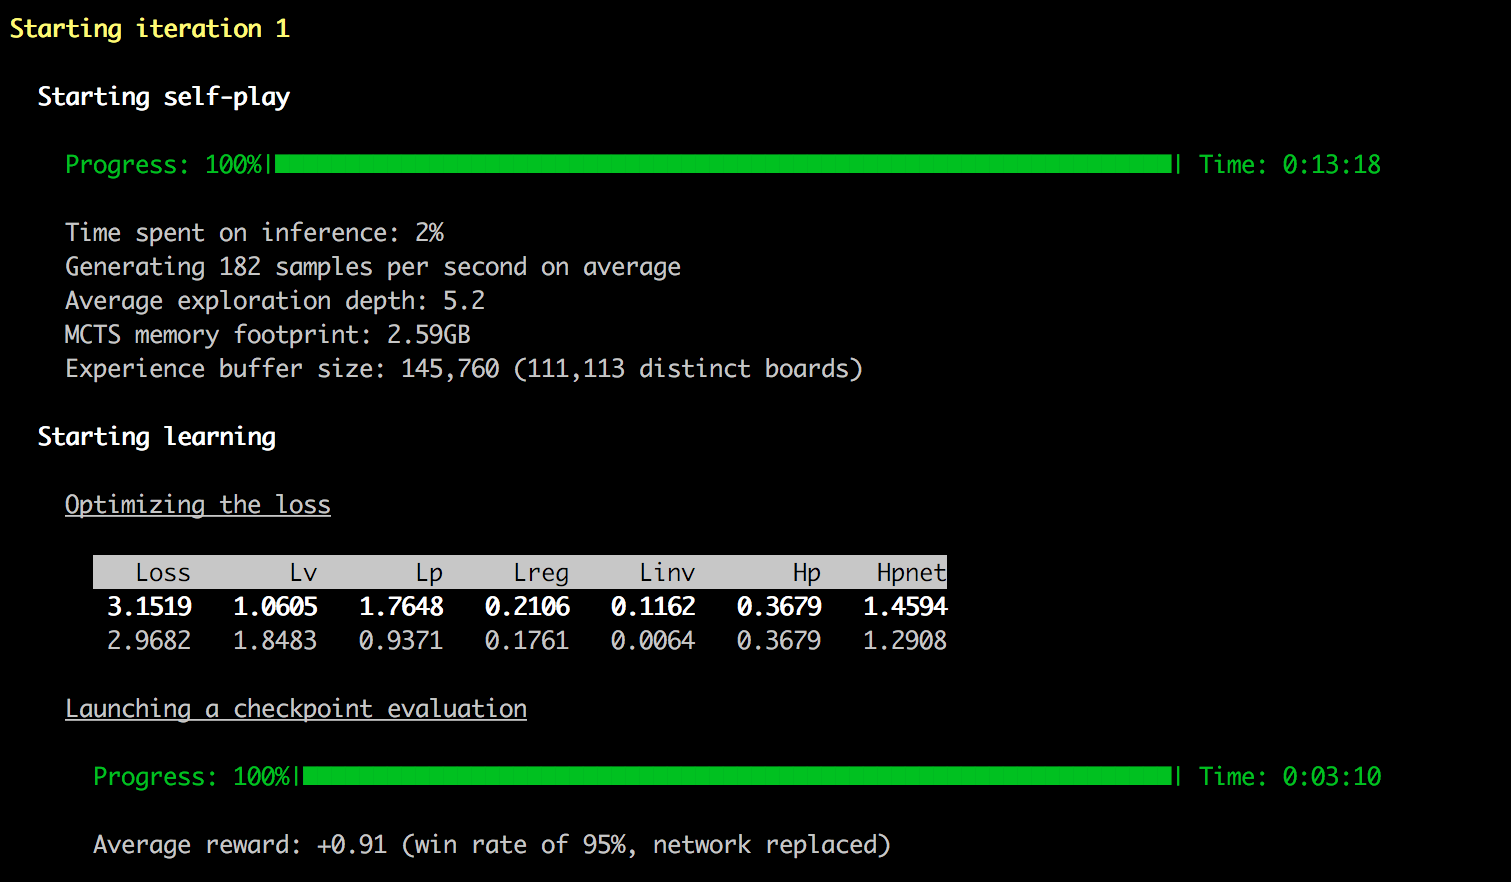 Starting iteration 1
Starting self-play
Progress: 100%| | Time: 0:13:18
Time spent on inference: 2%
Generating 182 samples per second on average
Average exploration depth: 5.2
MCTS memory footprint: 2.59GB
Experience buffer size: 145,760 (111,113 distinct boards)
Starting learning
Optimizing the loss
Loss Lv Lp Lreg Linv Hp Hpnet
3.1519 1.0605 1.7648 0.2106 0.1162 0.3679 1.4594
2.9682 1.8483 0.9371 0.1761 0.0064 0.3679 1.2908
Launching a checkpoint evaluation
Progress: 100%| | Time: 0:03:10
Average reward: +0.91 (win rate of 95%, network replaced)